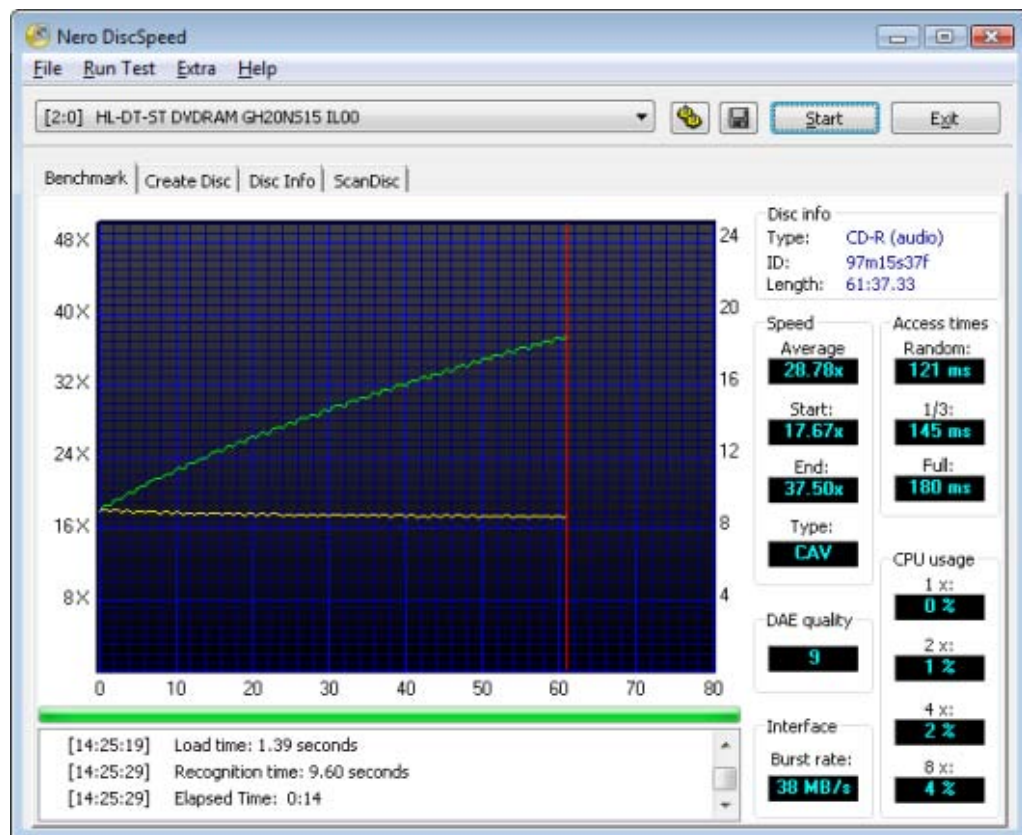 Nero DiscSpeed
File Run Test Extra Help
[2:0] HL-DT-ST DVDRAM GH20NS15 IL00
Start
Exit
Benchmark
Create Disc
Disc Info
ScanDisc
48X
40X
32X
24X
16X
8X
24
20
16
12
8
4
0 10 20 30 40 50 60 70 80
Disc info
Type: CD-R (audio)
ID: 97m15s37f
Length: 61:37.33
Speed
Average
28.78x
Start:
17.67x
End:
37.50x
Type:
CAV
Access times
Random:
121 ms
1/3:
145 ms
Full:
180 ms
CPU usage
1 x:
0 %
2 x:
1 %
4 x:
2 %
8 x:
4 %
DAE quality
9
Interface
Burst rate:
38 MB/s
[14:25:19] Load time: 1.39 seconds
[14:25:29] Recognition time: 9.60 seconds
[14:25:29] Elapsed Time: 0:14